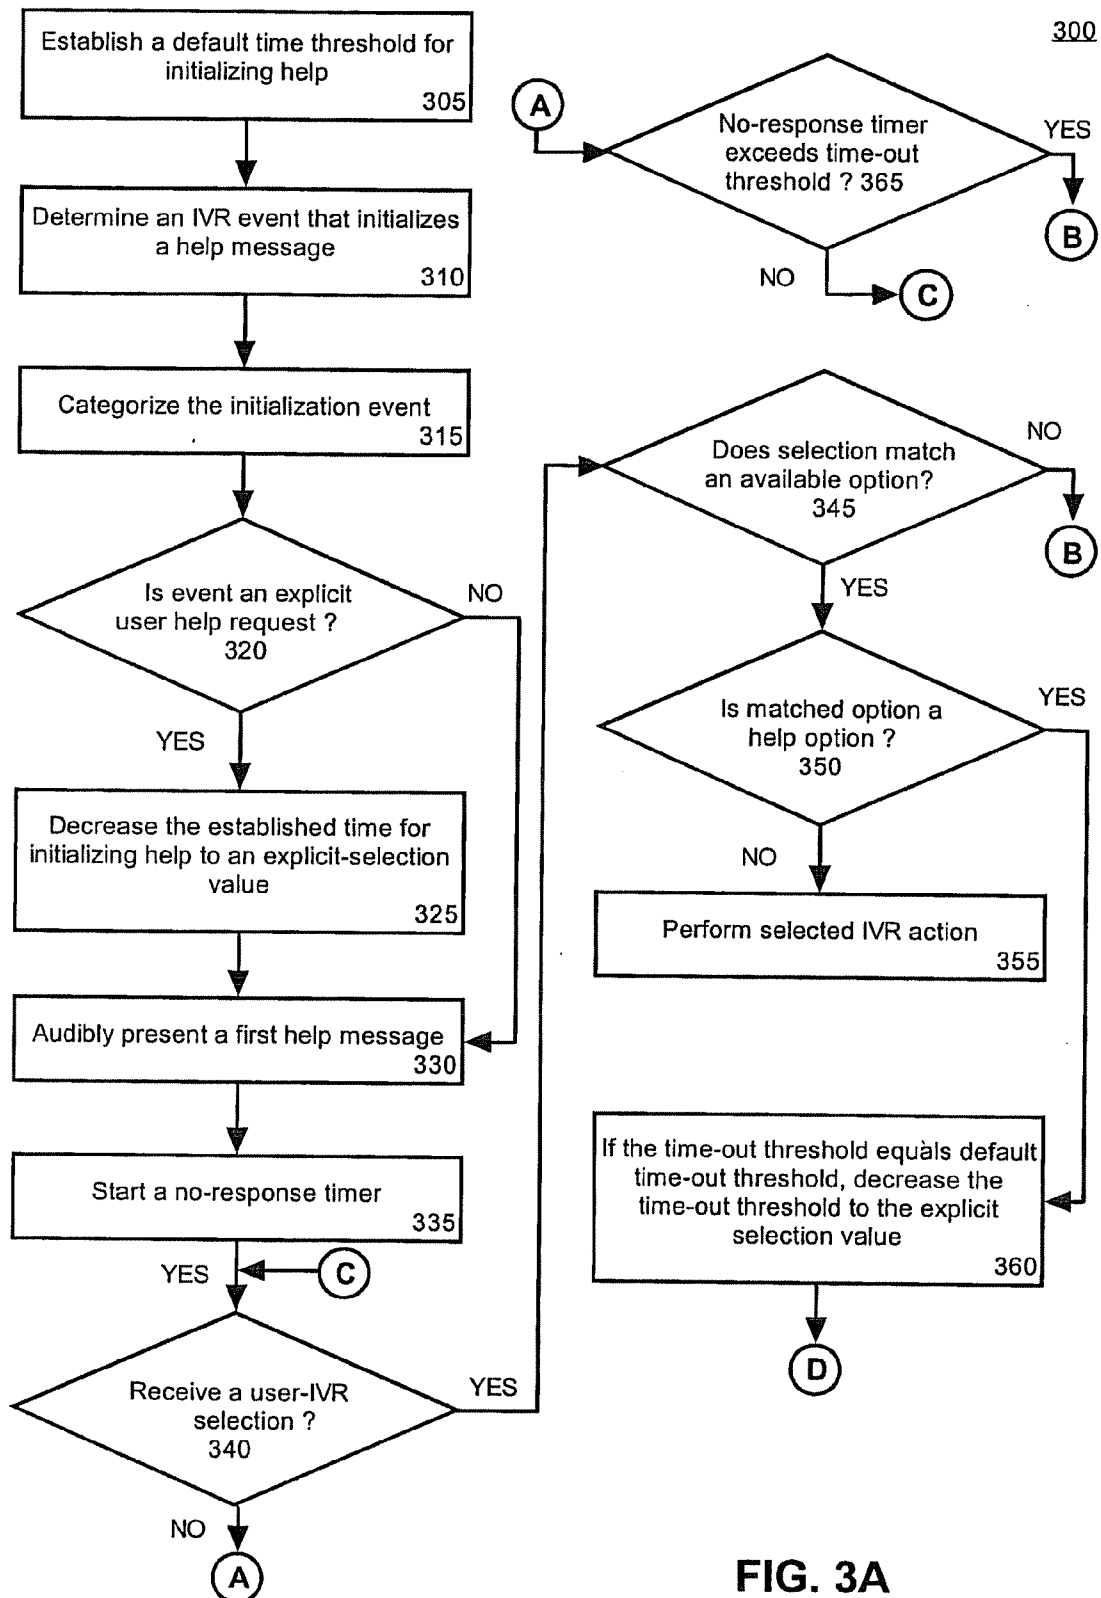 300
Establish a default time threshold for
initializing help
305
Determine an IVR event that initializes
a help message
310
Categorize the initialization event
315
Is event an explicit
user help request ?
320
NO
YES
Decrease the established time for
initializing help to an explicit-selection
value
325
Audibly present a first help message
330
Start a no-response timer
335
YES
C
Receive a user-IVR
selection ?
340
YES
NO
A
A
No-response timer
exceeds time-out
threshold ? 365
YES
B
NO
C
Does selection match
an available option?
345
NO
B
YES
Is matched option a
help option ?
350
YES
NO
Perform selected IVR action
355
If the time-out threshold equals default
time-out threshold, decrease the
time-out threshold to the explicit
selection value
360
D
FIG. 3A